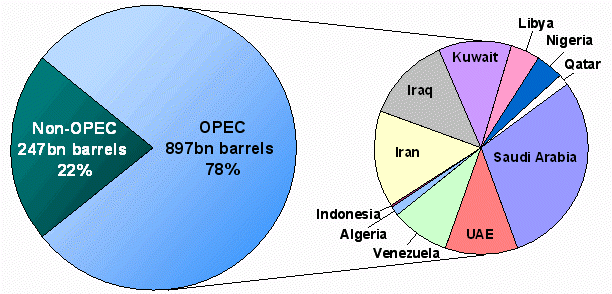 Non-OPEC
247bn barrels
22%
OPEC
897bn barrels
78%
Kuwait
Libya
Nigeria
Qatar
Saudi Arabia
UAE
Venezuela
Algeria
Indonesia
Iran
Iraq